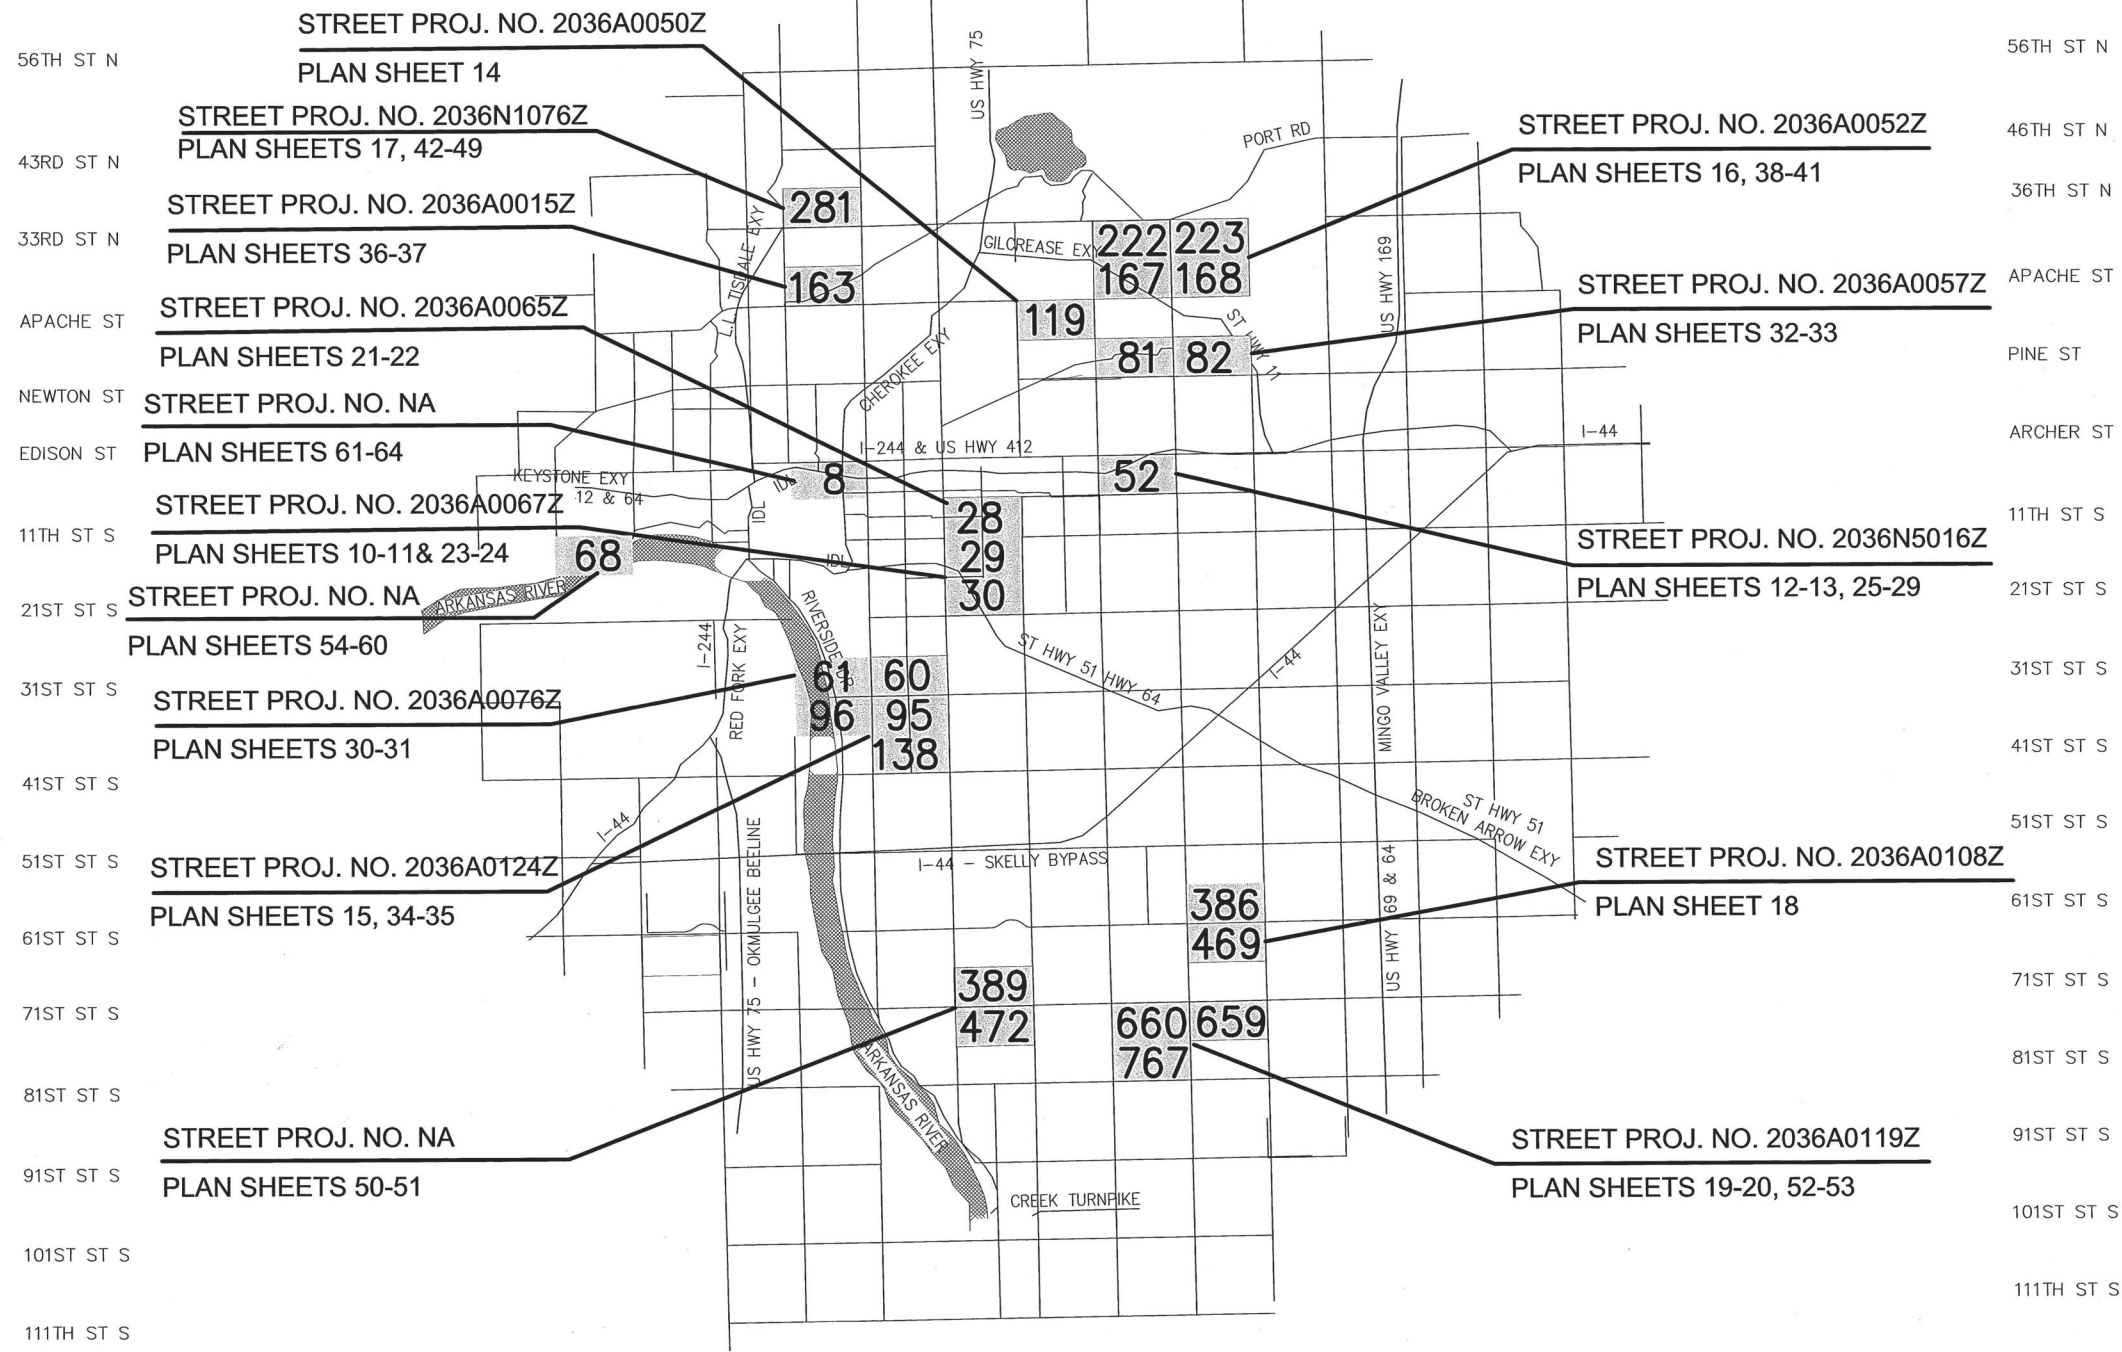 56TH ST N
43RD ST N
33RD ST N
APACHE ST
NEWTON ST
EDISON ST
11TH ST S
21ST ST S
31ST ST S
41ST ST S
51ST ST S
61ST ST S
71ST ST S
81ST ST S
91ST ST S
101ST ST S
111TH ST S
STREET PROJ. NO. 2036A0050Z
PLAN SHEET 14
STREET PROJ. NO. 2036N1076Z
PLAN SHEETS 17, 42-49
STREET PROJ. NO. 2036A0015Z
PLAN SHEETS 36-37
STREET PROJ. NO. 2036A0065Z
PLAN SHEETS 21-22
STREET PROJ. NO. NA
PLAN SHEETS 61-64
STREET PROJ. NO. 2036A0067Z
PLAN SHEETS 10-11& 23-24
STREET PROJ. NO. NA
PLAN SHEETS 54-60
STREET PROJ. NO. 2036A0076Z
PLAN SHEETS 30-31
STREET PROJ. NO. 2036A0124Z
PLAN SHEETS 15, 34-35
STREET PROJ. NO. NA
PLAN SHEETS 50-51
US HWY 75
PORT RD
281
L.L. TISDALE EXY
163
GILCREASE EXY
222 223
167 168
119
81 82
ST HWY 11
US HWY 169
CHEROKEE EXY
I-244 & US HWY 412
I-44
KEYSTONE EXY
12 & 64
IDL
8
52
IDL
28
29
30
IDL
68
ARKANSAS RIVER
RIVERSIDE DR
I-244
RED FORK EXY
ST HWY 51 HWY 64
I-44
MINGO VALLEY EXY
61 60
96 95
138
I-44
US HWY 75 - OKMULGEE BEELINE
I-44 - SKELLY BYPASS
ST HWY 51
BROKEN ARROW EXY
US HWY 69 & 64
386
469
389
472
660 659
767
ARKANSAS RIVER
CREEK TURNPIKE
STREET PROJ. NO. 2036A0052Z
PLAN SHEETS 16, 38-41
STREET PROJ. NO. 2036A0057Z
PLAN SHEETS 32-33
STREET PROJ. NO. 2036N5016Z
PLAN SHEETS 12-13, 25-29
STREET PROJ. NO. 2036A0108Z
PLAN SHEET 18
STREET PROJ. NO. 2036A0119Z
PLAN SHEETS 19-20, 52-53
56TH ST N
46TH ST N
36TH ST N
APACHE ST
PINE ST
ARCHER ST
11TH ST S
21ST ST S
31ST ST S
41ST ST S
51ST ST S
61ST ST S
71ST ST S
81ST ST S
91ST ST S
101ST ST S
111TH ST S